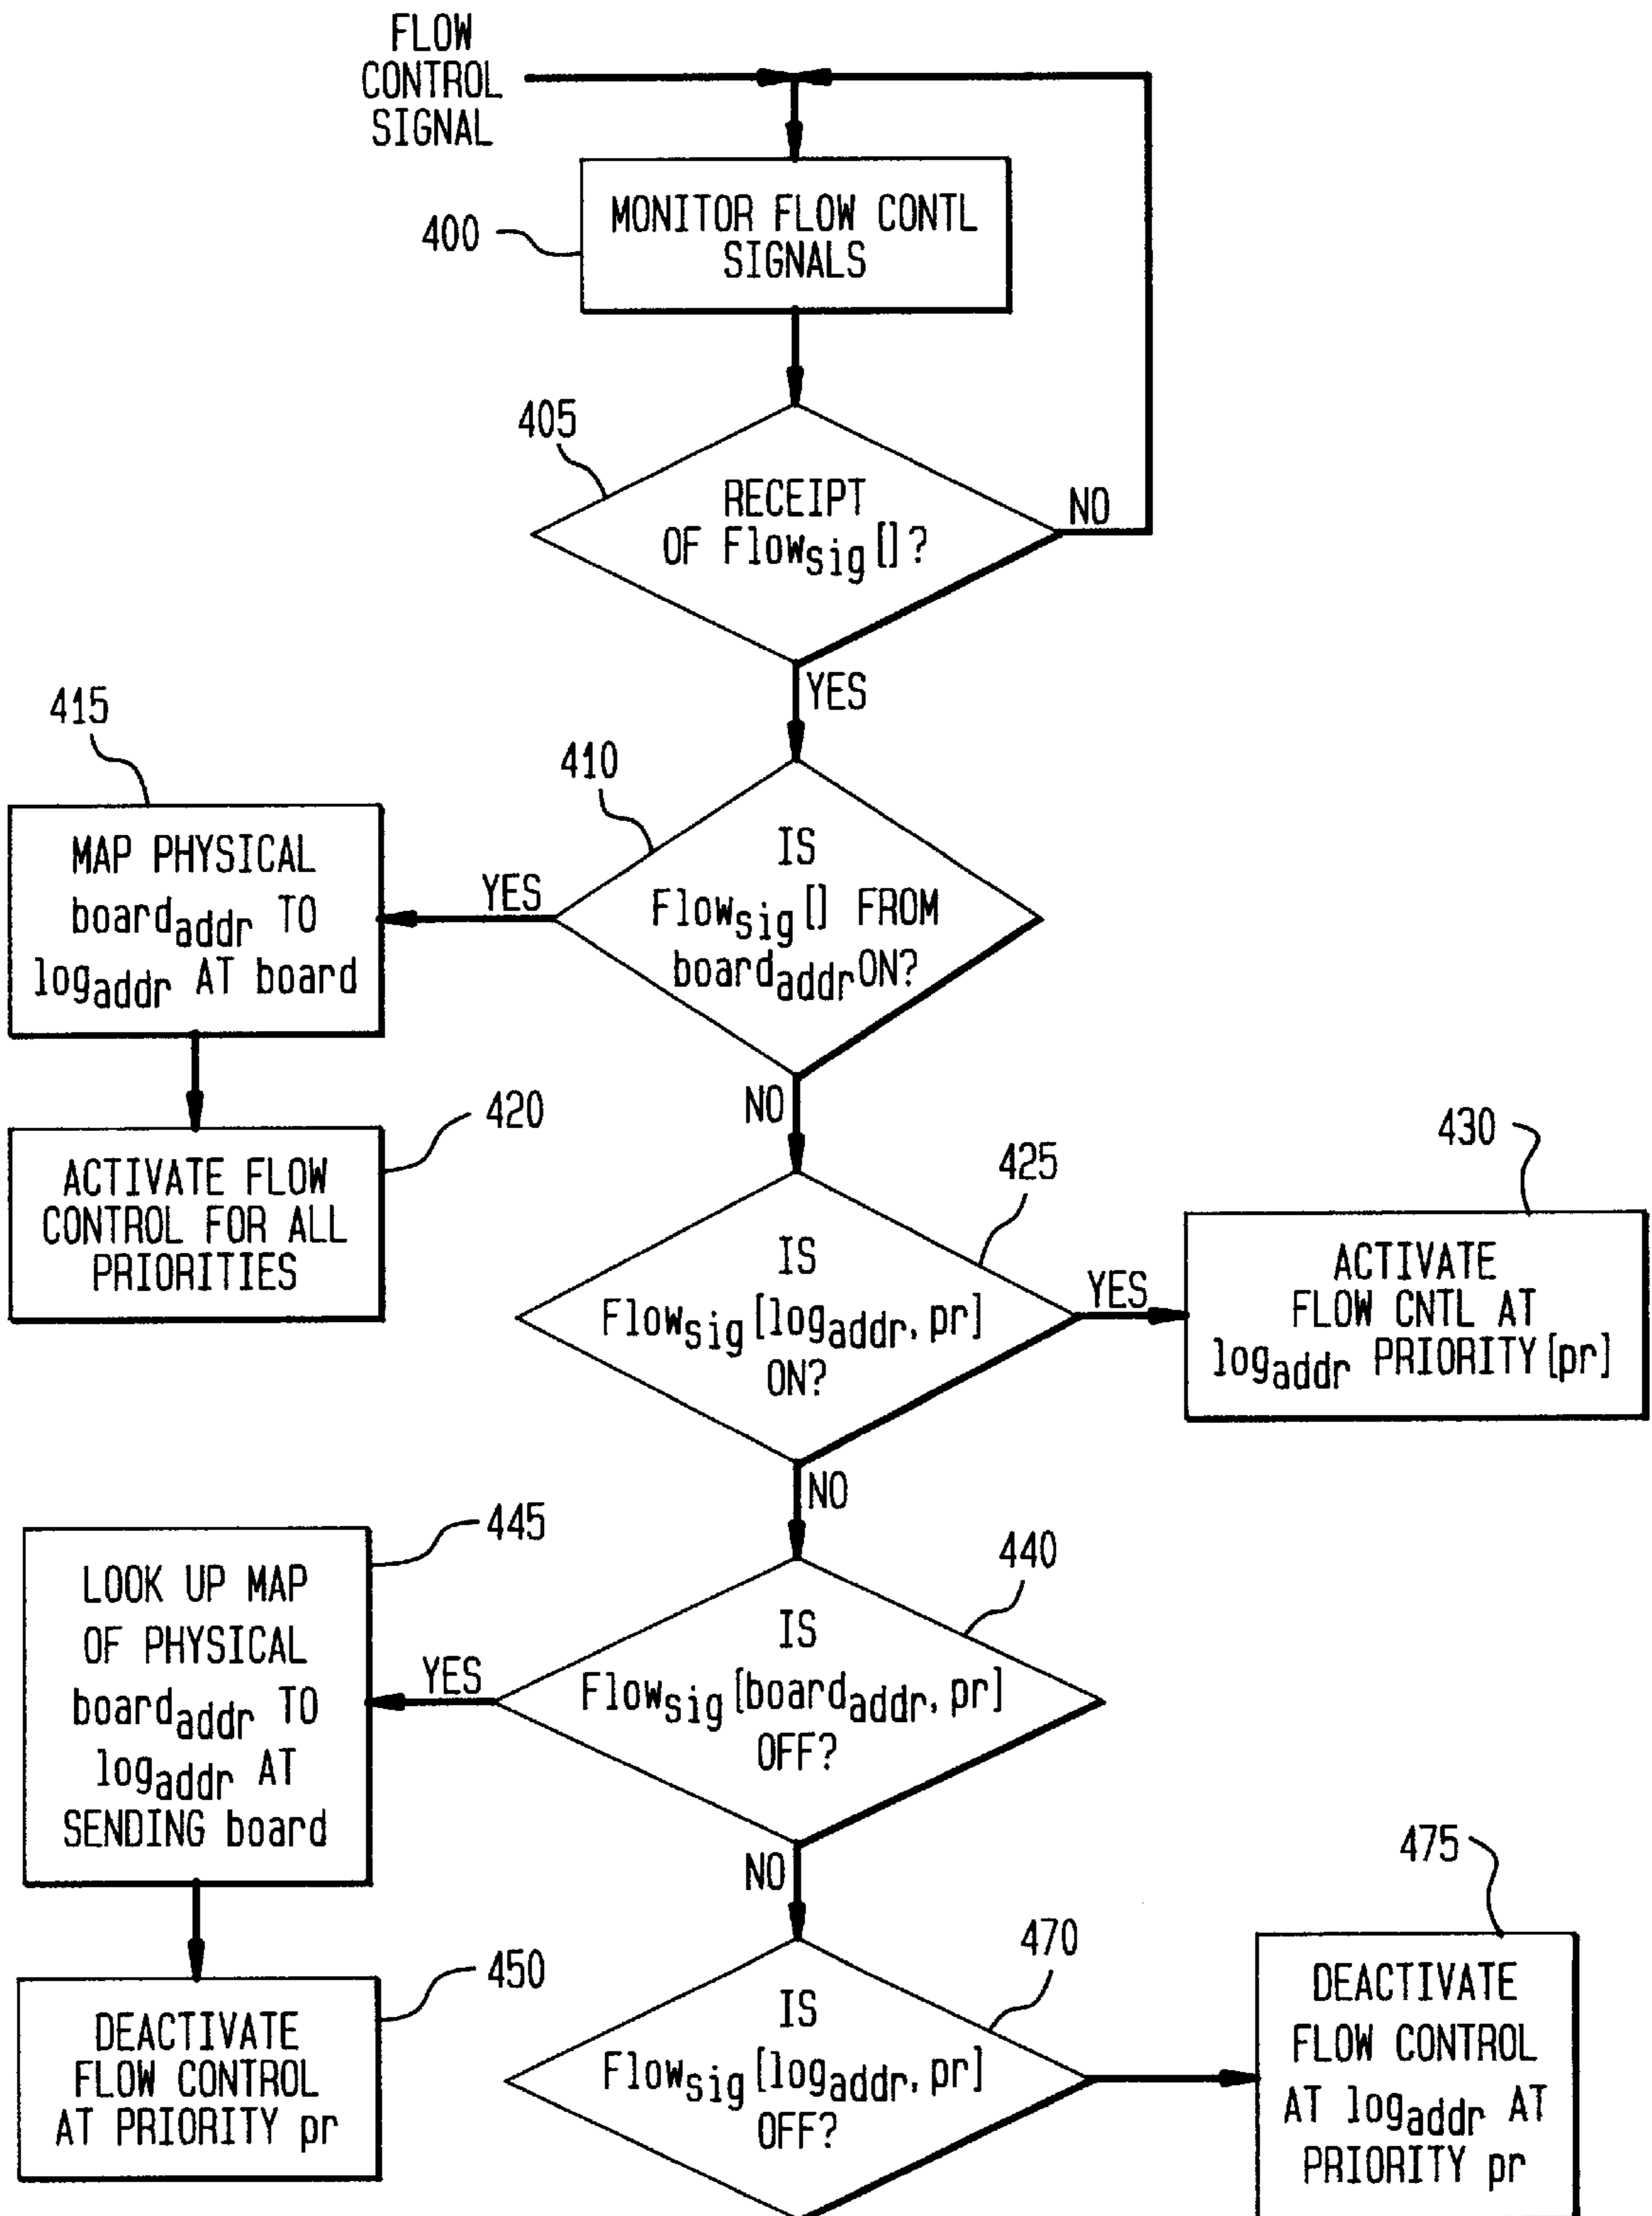 FLOW
CONTROL
SIGNAL
400
MONITOR FLOW CONTL
SIGNALS
405
RECEIPT
OF Flowsig[]?
NO
YES
415
410
MAP PHYSICAL
boardaddr TO
logaddr AT board
YES
IS
Flowsig[] FROM
boardaddr ON?
420
NO
ACTIVATE FLOW
CONTROL FOR ALL
PRIORITIES
425
430
IS
Flowsig[logaddr, pr]
ON?
YES
ACTIVATE
FLOW CNTL AT
logaddr PRIORITY[pr]
NO
445
440
LOOK UP MAP
OF PHYSICAL
boardaddr TO
logaddr AT
SENDING board
YES
IS
Flowsig[boardaddr, pr]
OFF?
NO
475
450
470
DEACTIVATE
FLOW CONTROL
AT PRIORITY pr
IS
Flowsig[logaddr, pr]
OFF?
DEACTIVATE
FLOW CONTROL
AT logaddr AT
PRIORITY pr